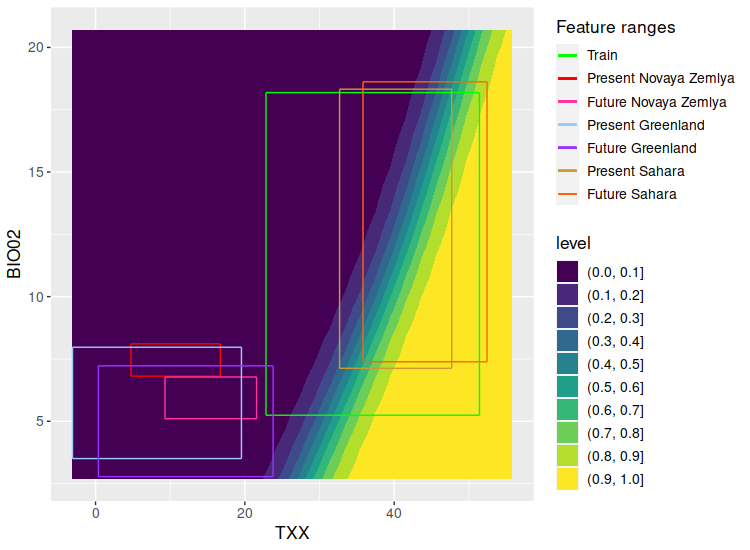 20
15
10
5
BIO02
0
20
40
TXX
Feature ranges
Train
Present Novaya Zemlya
Future Novaya Zemlya
Present Greenland
Future Greenland
Present Sahara
Future Sahara
level
(0.0, 0.1]
(0.1, 0.2]
(0.2, 0.3]
(0.3, 0.4]
(0.4, 0.5]
(0.5, 0.6]
(0.6, 0.7]
(0.7, 0.8]
(0.8, 0.9]
(0.9, 1.0]